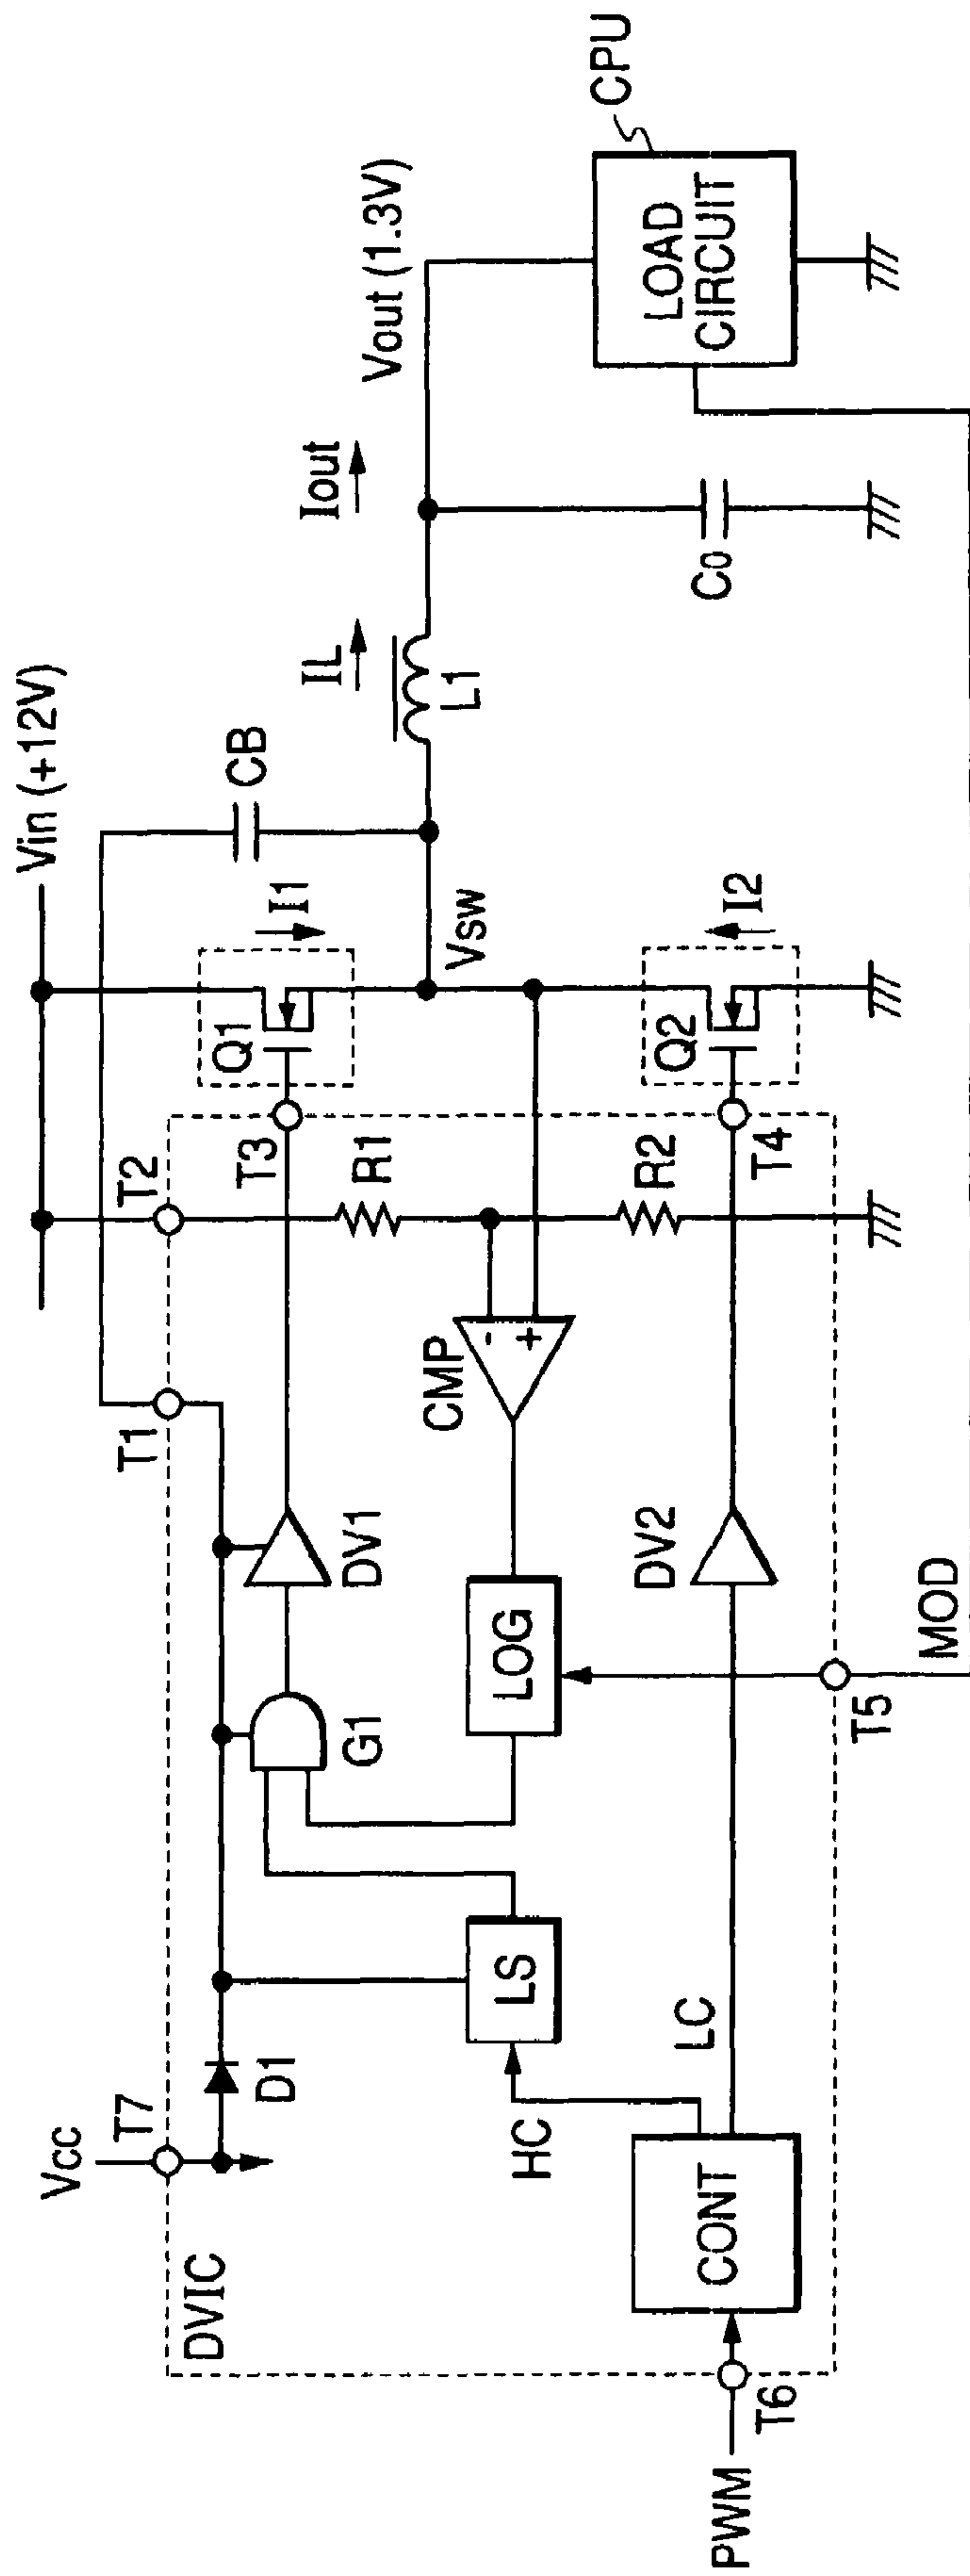 Vin (+12V)
Vcc
T7
T1
T2
CB
DVIC
D1
G1
DV1
T3
Q1
I1
IL
Iout
Vout (1.3V)
R1
L1
Vsw
CMP
-
+
LS
LOG
HC
LC
CONT
DV2
R2
T4
Q2
I2
C0
LOAD
CIRCUIT
CPU
PWM
T6
T5
MOD